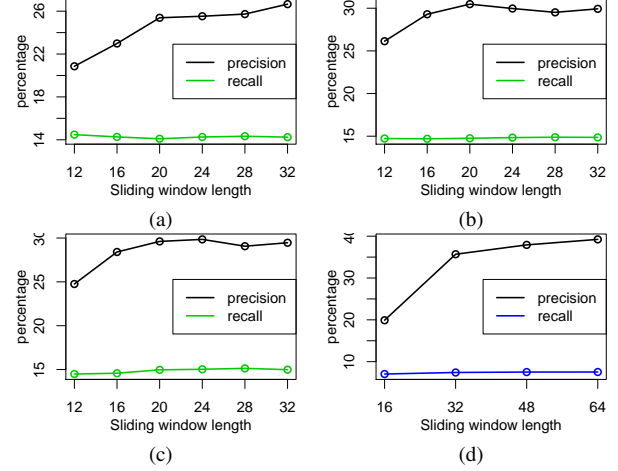 percentage
14
18
22
26
precision
recall
12 16 20 24 28 32
Sliding window length
(a)
percentage
15
20
25
30
precision
recall
12 16 20 24 28 32
Sliding window length
(b)
percentage
15
20
25
30
precision
recall
12 16 20 24 28 32
Sliding window length
(c)
percentage
10
20
30
40
precision
recall
16 32 48 64
Sliding window length
(d)